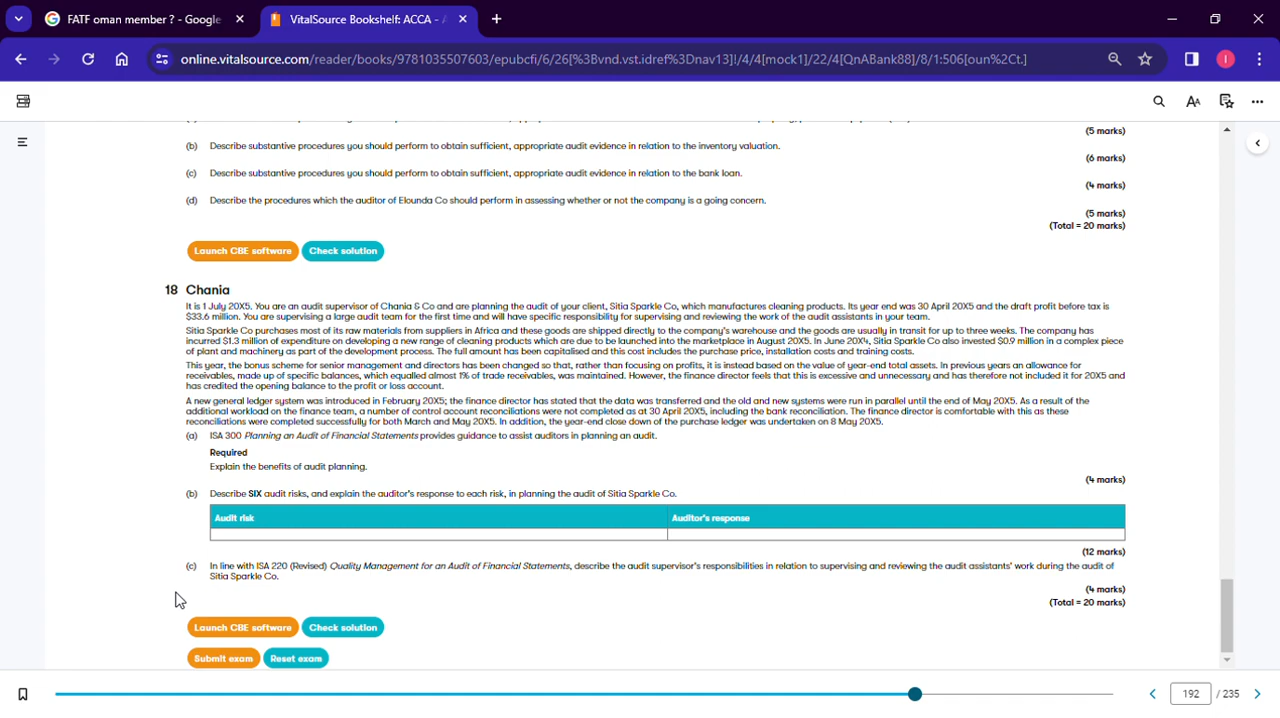 FATF oman member ? - Google
VitalSource Bookshelf: ACCA -
online.vitalsource.com/reader/books/9781035507603/epubcfi/6/26[%3Bvnd.vst.idref%3Dnav13]!/4/4[mock1]/22/4[QnABank88]/8/1:506[oun%2Ct.]
(5 marks)
(b) Describe substantive procedures you should perform to obtain sufficient, appropriate audit evidence in relation to the inventory valuation.
(6 marks)
(c) Describe substantive procedures you should perform to obtain sufficient, appropriate audit evidence in relation to the bank loan.
(4 marks)
(d) Describe the procedures which the auditor of Elounda Co should perform in assessing whether or not the company is a going concern.
(5 marks)
(Total = 20 marks)
Launch CBE software Check solution
18 Chania
It is 1 July 20X5. You are an audit supervisor of Chania & Co and are planning the audit of your client, Sitia Sparkle Co, which manufactures cleaning products. Its year end was 30 April 20X5 and the draft profit before tax is
$33.6 million. You are supervising a large audit team for the first time and will have specific responsibility for supervising and reviewing the work of the audit assistants in your team.
Sitia Sparkle Co purchases most of its raw materials from suppliers in Africa and these goods are shipped directly to the company's warehouse and the goods are usually in transit for up to three weeks. The company has
incurred $1.3 million of expenditure on developing a new range of cleaning products which are due to be launched into the marketplace in August 20X5. In June 20X4, Sitia Sparkle Co also invested $0.9 million in a complex piece
of plant and machinery as part of the development process. The full amount has been capitalised and this cost includes the purchase price, installation costs and training costs.
This year, the bonus scheme for senior management and directors has been changed so that, rather than focusing on profits, it is instead based on the value of year-end total assets. In previous years an allowance for
receivables, made up of specific balances, which equalled almost 1% of trade receivables, was maintained. However, the finance director feels that this is excessive and unnecessary and has therefore not included it for 20X5 and
has credited the opening balance to the profit or loss account.
A new general ledger system was introduced in February 20X5; the finance director has stated that the data was transferred and the old and new systems were run in parallel until the end of May 20X5. As a result of the
additional workload on the finance team, a number of control account reconciliations were not completed as at 30 April 20X5, including the bank reconciliation. The finance director is comfortable with this as these
reconciliations were completed successfully for both March and May 20X5. In addition, the year-end close down of the purchase ledger was undertaken on 8 May 20X5.
(a) ISA 300 Planning an Audit of Financial Statements provides guidance to assist auditors in planning an audit.
Required
Explain the benefits of audit planning.
(4 marks)
(b) Describe SIX audit risks, and explain the auditor's response to each risk, in planning the audit of Sitia Sparkle Co.
Audit risk Auditor's response
(12 marks)
(c) In line with ISA 220 (Revised) Quality Management for an Audit of Financial Statements, describe the audit supervisor's responsibilities in relation to supervising and reviewing the audit assistants' work during the audit of
Sitia Sparkle Co.
(4 marks)
(Total = 20 marks)
Launch CBE software Check solution
Submit exam Reset exam
192 / 235